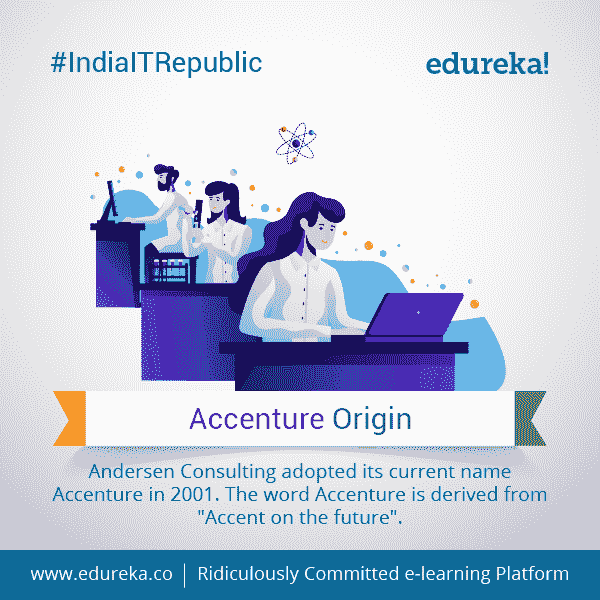 #IndiaITRepublic
edureka!
Accenture Origin
Andersen Consulting adopted its current name
Accenture in 2001. The word Accenture is derived from
"Accent on the future".
www.edureka.co | Ridiculously Committed e-learning Platform